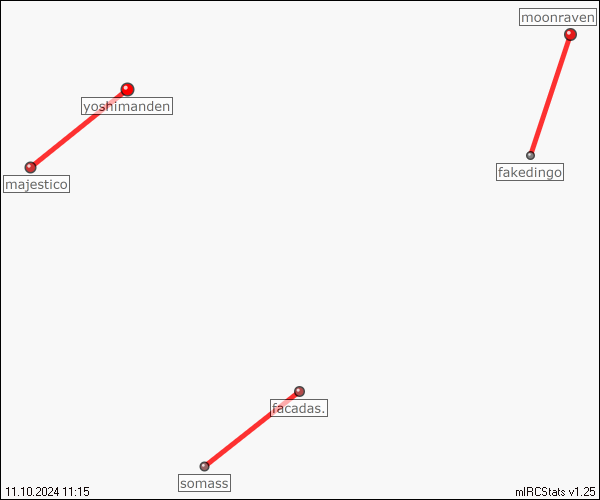 moonraven
yoshimanden
fakedingo
majestico
facadas.
somass
11.10.2024 11:15
mIRCStats v1.25